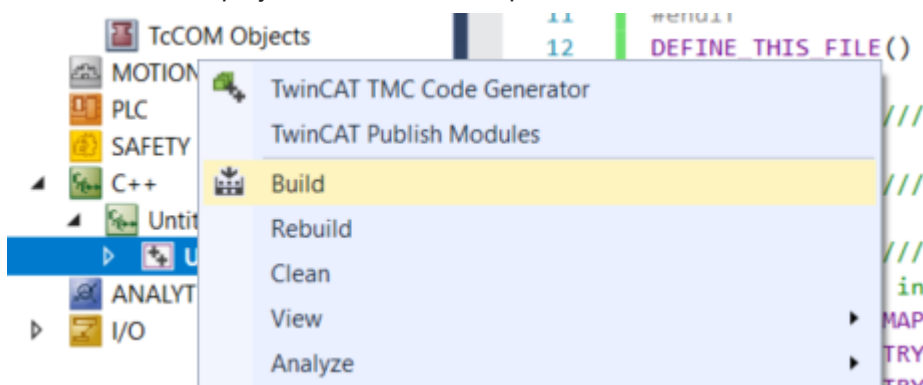 TcCOM Objects
MOTION
PLC
SAFETY
C++
Untit
U
ANALYT
I/O
TwinCAT TMC Code Generator
TwinCAT Publish Modules
Build
Rebuild
Clean
View
Analyze
11 #endif
12 DEFINE_THIS_FILE()
///
///
///
in
MAP
TRY